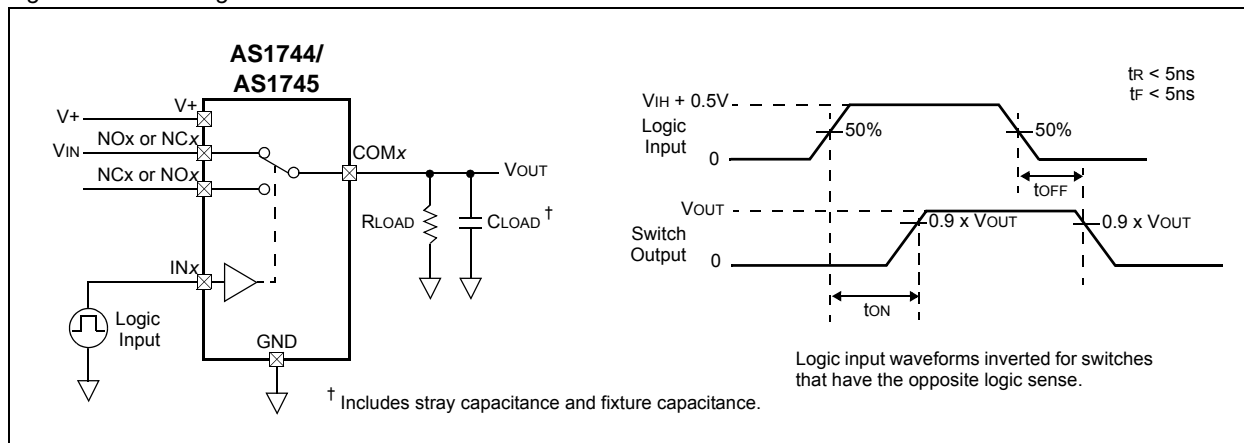 AS1744/
AS1745
V+
V+
NOx or NCx
VIN
COMx
VOUT
NCx or NOx
RLOAD
CLOAD †
INx
Logic
Input
GND
† Includes stray capacitance and fixture capacitance.
tR < 5ns
tF < 5ns
VIH + 0.5V
Logic
Input
50%
50%
0
tOFF
VOUT
0.9 x VOUT
0.9 x VOUT
Switch
Output
0
tON
Logic input waveforms inverted for switches
that have the opposite logic sense.